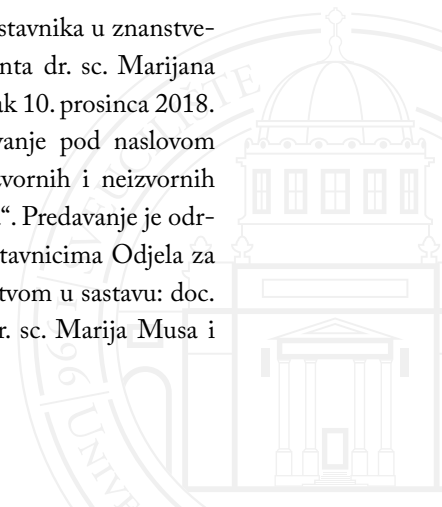 stavnika u znanstve-
nta dr. sc. Marijana
ak 10. prosinca 2018.
vanje pod naslovom
vornih i neizvornih
“. Predavanje je odr-
tavnicima Odjela za
tvom u sastavu: doc.
r. sc. Marija Musa i